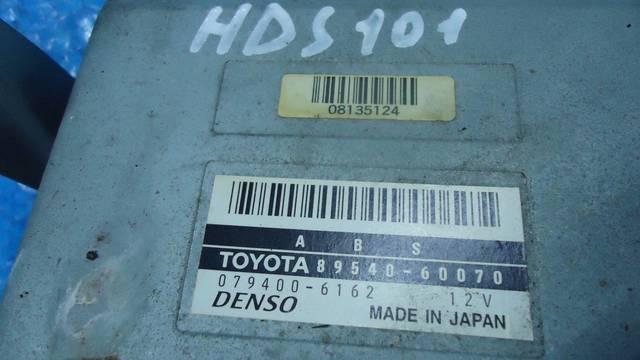 HDS101
08135124
A B S
TOYOTA 89540-60070
079400-6162 12V
DENSO MADE IN JAPAN